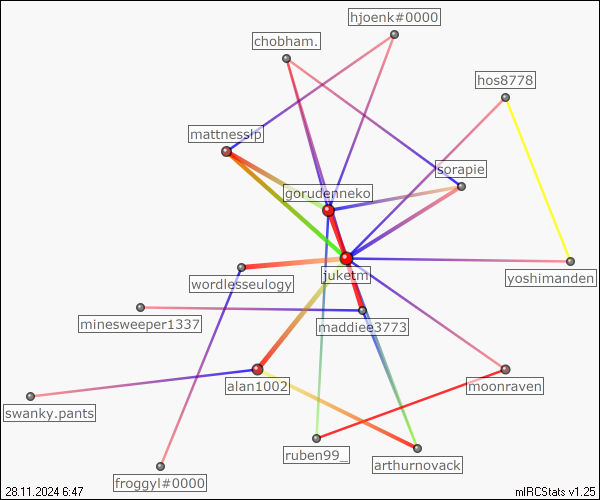 hjoenk#0000
chobham.
hos8778
mattnesslp
sorapie
gorudenneko
juketm
yoshimanden
wordlesseulogy
minesweeper1337
maddiee3773
alan1002
moonraven
swanky.pants
ruben99_
arthurnovack
froggyl#0000
28.11.2024 6:47
mIRCStats v1.25